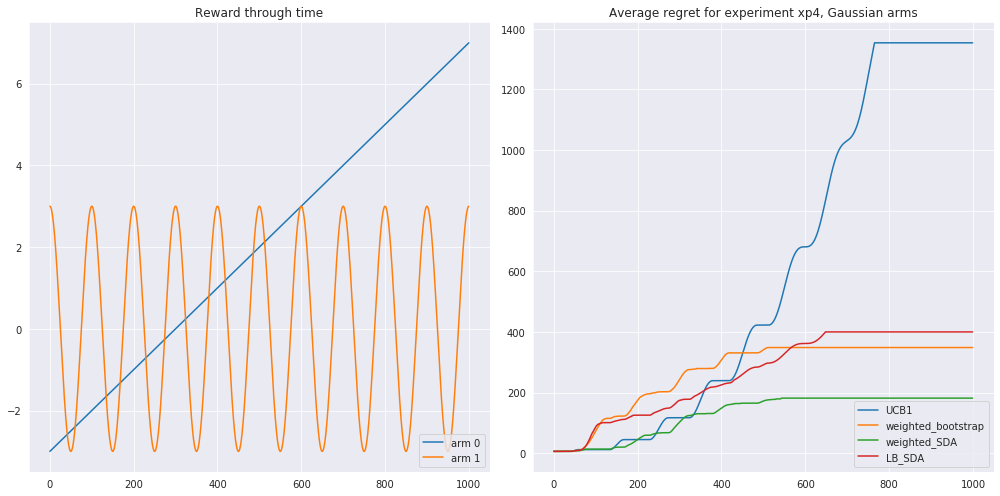 Reward through time
6
4
2
0
−2
0 200 400 600 800 1000
arm 0
arm 1
Average regret for experiment xp4, Gaussian arms
1400
1200
1000
800
600
400
200
0
0 200 400 600 800 1000
UCB1
weighted_bootstrap
weighted_SDA
LB_SDA